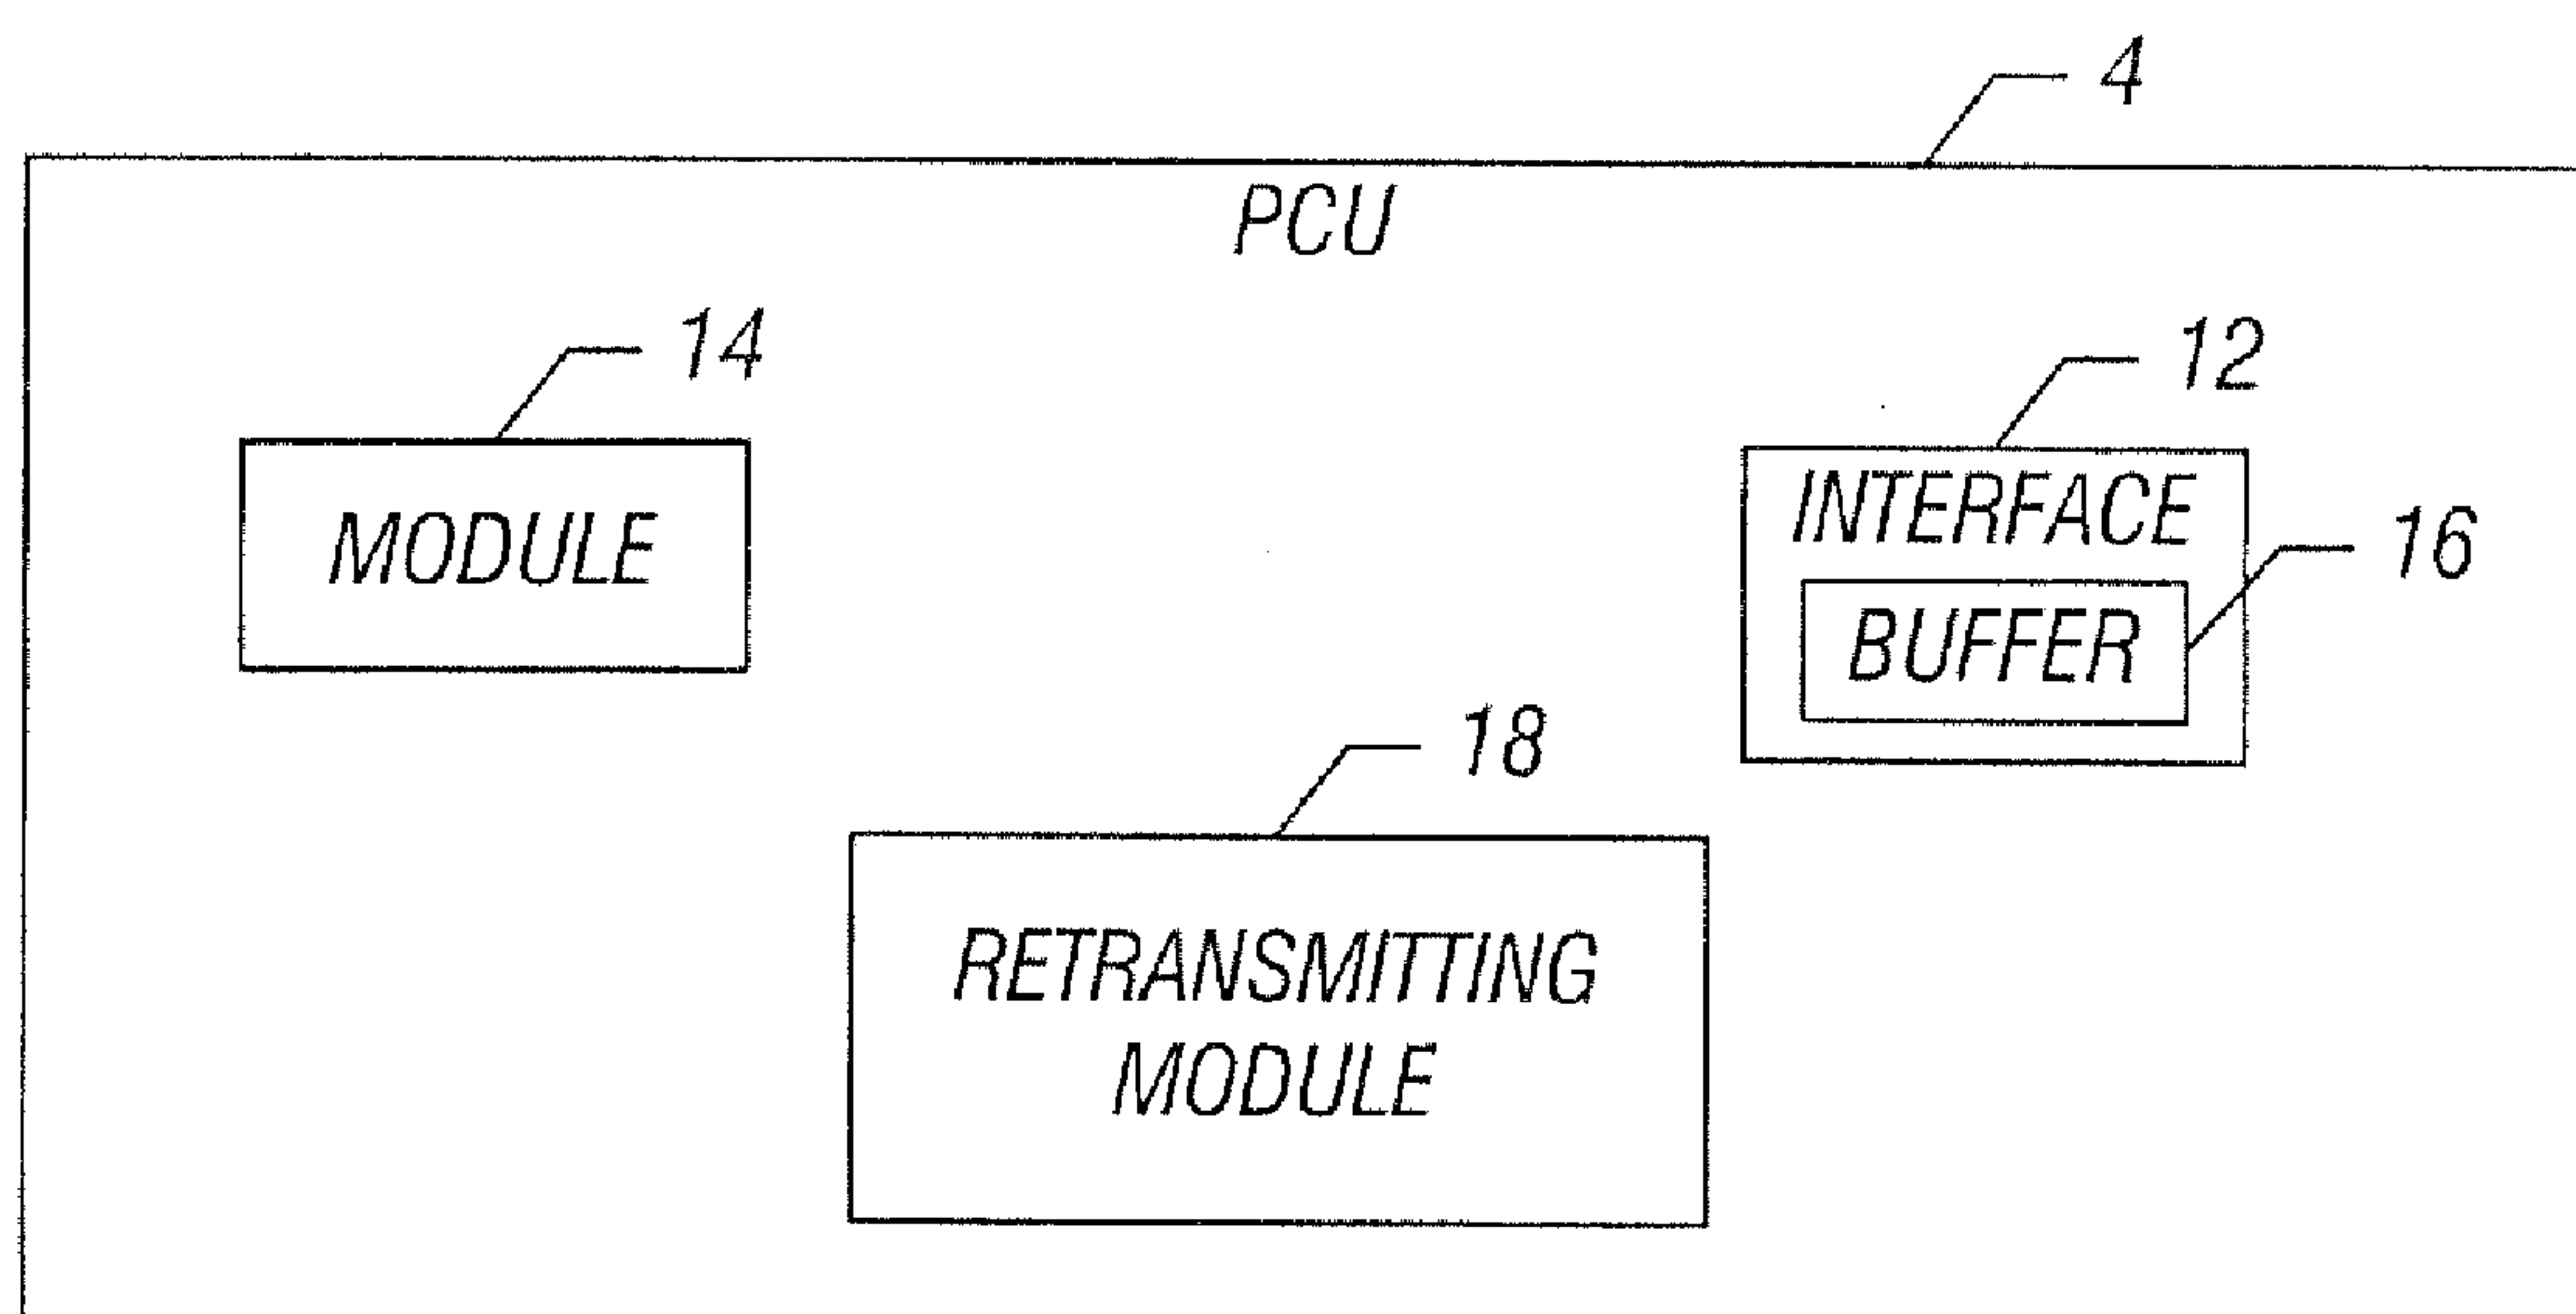 4
PCU
14
12
MODULE
INTERFACE
16
BUFFER
18
RETRANSMITTING
MODULE